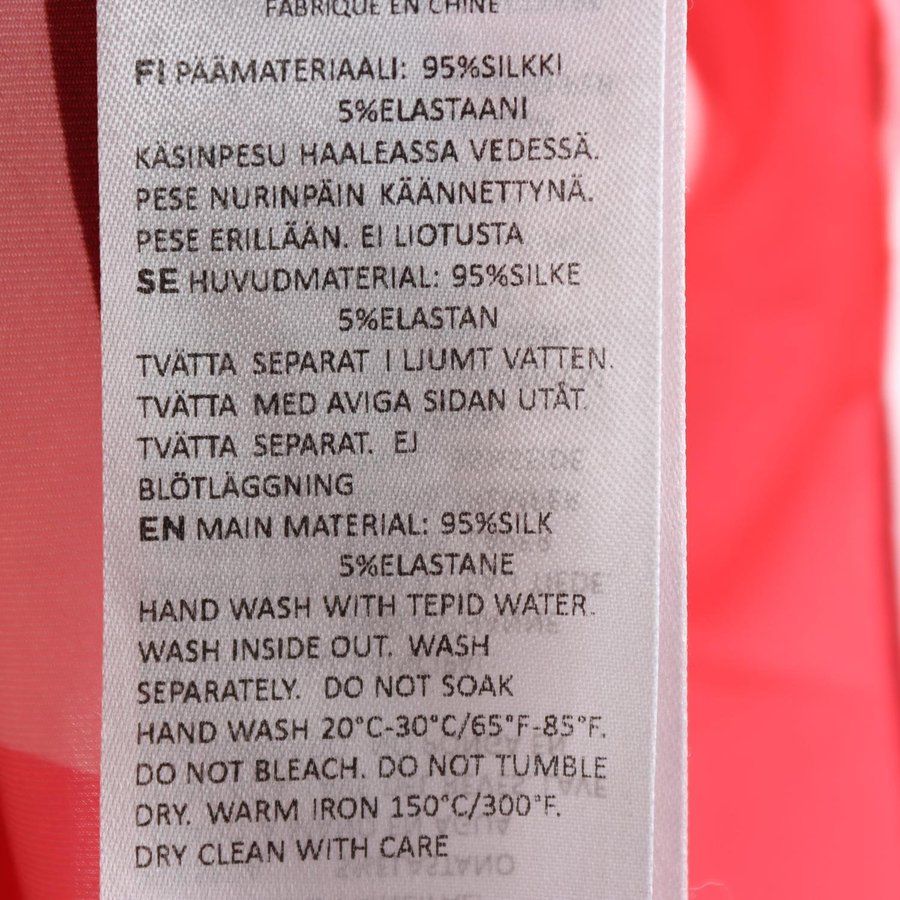 FABRIQUE EN CHINE
FI PÄÄMATERIAALI: 95%SILKKI
5%ELASTAANI
KÄSINPESU HAALEASSA VEDESSÄ.
PESE NURINPÄIN KÄÄNNETTYNÄ.
PESE ERILLÄÄN. EI LIOTUSTA
SE HUVUDMATERIAL: 95%SILKE
5%ELASTAN
TVÄTTA SEPARAT I LJUMT VATTEN.
TVÄTTA MED AVIGA SIDAN UTÅT.
TVÄTTA SEPARAT. EJ
BLÖTLÄGGNING
EN MAIN MATERIAL: 95%SILK
5%ELASTANE
HAND WASH WITH TEPID WATER.
WASH INSIDE OUT. WASH
SEPARATELY. DO NOT SOAK
HAND WASH 20°C-30°C/65°F-85°F.
DO NOT BLEACH. DO NOT TUMBLE
DRY. WARM IRON 150°C/300°F.
DRY CLEAN WITH CARE